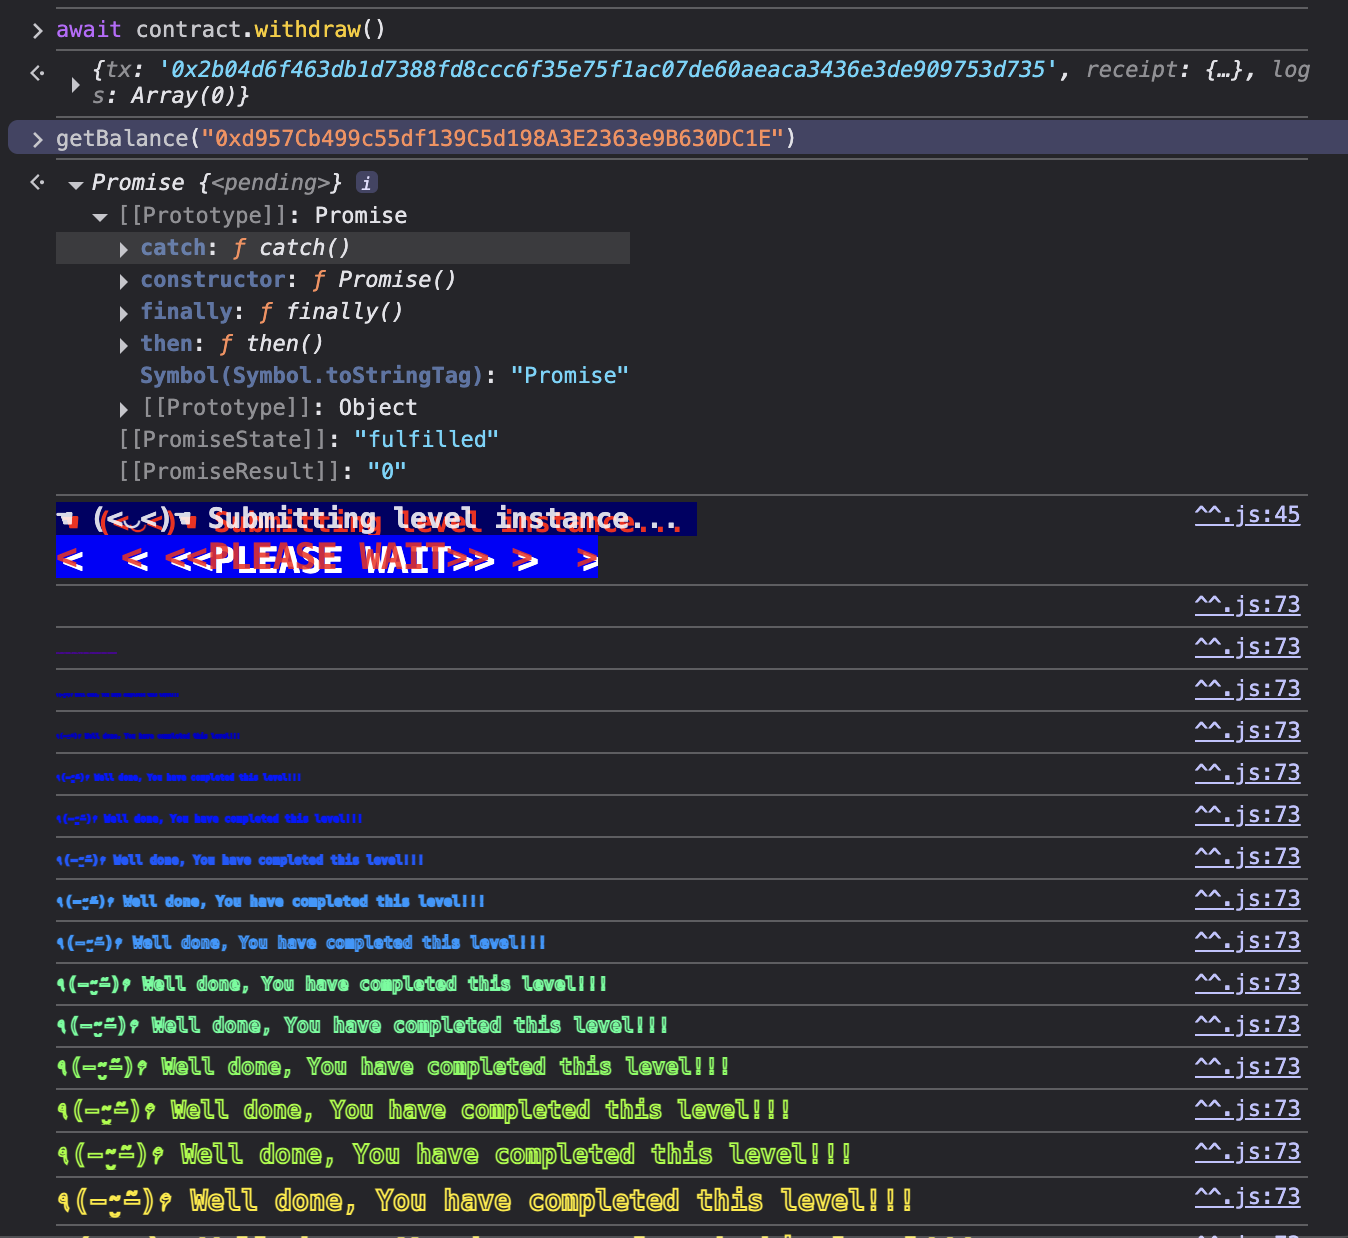 await contract.withdraw()
{tx: '0x2b04d6f463db1d7388fd8ccc6f35e75f1ac07de60aeaca3436e3de909753d735', receipt: {…}, log
s: Array(0)}
getBalance("0xd957Cb499c55df139C5d198A3E2363e9B630DC1E")
Promise {<pending>} i
[[Prototype]]: Promise
catch: ƒ catch()
constructor: ƒ Promise()
finally: ƒ finally()
then: ƒ then()
Symbol(Symbol.toStringTag): "Promise"
[[Prototype]]: Object
[[PromiseState]]: "fulfilled"
[[PromiseResult]]: "0"
☚ (<◡<)☚ Submitting level instance... ^^.js:45
< < <<PLEASE WAIT>> > >
^^.js:73
^^.js:73
^^.js:73
^^.js:73
٩(-̮̮̃-̃)۶ Well done, You have completed this level!!! ^^.js:73
٩(-̮̮̃-̃)۶ Well done, You have completed this level!!! ^^.js:73
٩(-̮̮̃-̃)۶ Well done, You have completed this level!!! ^^.js:73
٩(-̮̮̃-̃)۶ Well done, You have completed this level!!! ^^.js:73
٩(-̮̮̃-̃)۶ Well done, You have completed this level!!! ^^.js:73
٩(-̮̮̃-̃)۶ Well done, You have completed this level!!! ^^.js:73
٩(-̮̮̃-̃)۶ Well done, You have completed this level!!! ^^.js:73
٩(-̮̮̃-̃)۶ Well done, You have completed this level!!! ^^.js:73
٩(-̮̮̃-̃)۶ Well done, You have completed this level!!! ^^.js:73
٩(-̮̮̃-̃)۶ Well done, You have completed this level!!! ^^.js:73
٩(-̮̮̃-̃)۶ Well done, You have completed this level!!! ^^.js:73